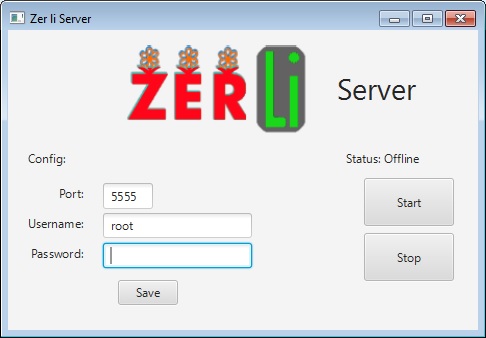 Zer li Server
ZER Li Server
Config:
Status: Offline
Port: 5555
Start
Username: root
Password:
Stop
Save